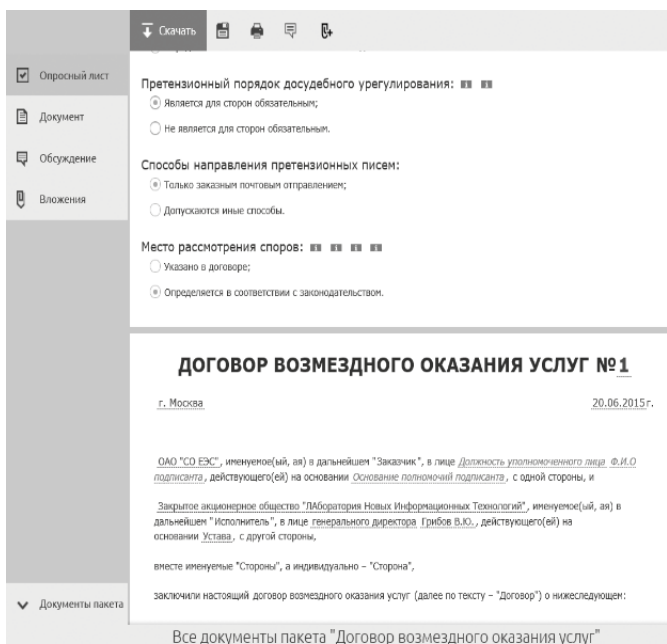 Скачать
Опросный лист
Документ
Обсуждение
Вложения
Претензионный порядок досудебного урегулирования:
Является для сторон обязательным;
Не является для сторон обязательным.
Способы направления претензионных писем:
Только заказным почтовым отправлением;
Допускаются иные способы.
Место рассмотрения споров:
Указано в договоре;
Определяется в соответствии с законодательством.
ДОГОВОР ВОЗМЕЗДНОГО ОКАЗАНИЯ УСЛУГ №1
г. Москва 20.06.2015г.
ОАО "СО ЕЭС", именуемое(ый, ая) в дальнейшем "Заказчик", в лице Должность уполномоченного лица Ф.И.О
подписанта, действующего(ей) на основании Основание полномочий подписанта, с одной стороны, и
Закрытое акционерное общество "ЛАборатория Новых Информационных Технологий", именуемое(ый, ая) в
дальнейшем "Исполнитель", в лице генерального директора Грибов В.Ю., действующего(ей) на
основании Устава, с другой стороны,
вместе именуемые "Стороны", а индивидуально – "Сторона",
заключили настоящий договор возмездного оказания услуг (далее по тексту – "Договор") о нижеследующем:
Документы пакета
Все документы пакета "Договор возмездного оказания услуг"